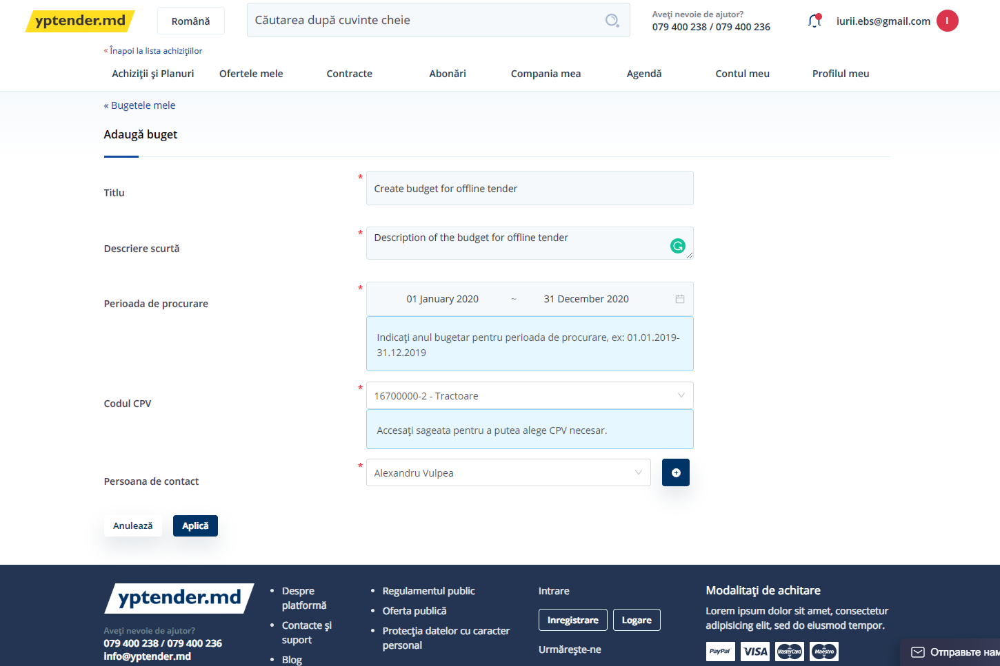 yptender.md
Română
Căutarea după cuvinte cheie
Aveți nevoie de ajutor?
079 400 238 / 079 400 236
iurii.ebs@gmail.com
I
« Înapoi la lista achizițiilor
Achiziții și Planuri
Ofertele mele
Contracte
Abonări
Compania mea
Agendă
Contul meu
Profilul meu
« Bugetele mele
Adaugă buget
Titlu
* Create budget for offline tender
Descriere scurtă
* Description of the budget for offline tender
Perioada de procurare
* 01 January 2020 ~ 31 December 2020
Indicați anul bugetar pentru perioada de procurare, ex: 01.01.2019-
31.12.2019
Codul CPV
* 16700000-2 - Tractoare
Accesați sageata pentru a putea alege CPV necesar.
Persoana de contact
* Alexandru Vulpea
Anulează
Aplică
yptender.md
Aveți nevoie de ajutor?
079 400 238 / 079 400 236
info@yptender.md
• Despre
platformă
• Contacte și
suport
• Blog
• Regulamentul public
• Oferta publică
• Protecția datelor cu caracter
personal
Intrare
Inregistrare
Logare
Urmărește-ne
Modalitați de achitare
Lorem ipsum dolor sit amet, consectetur
adipisicing elit, sed do eiusmod tempor.
PayPal
VISA
MasterCard
Maestro
Отправьте нам